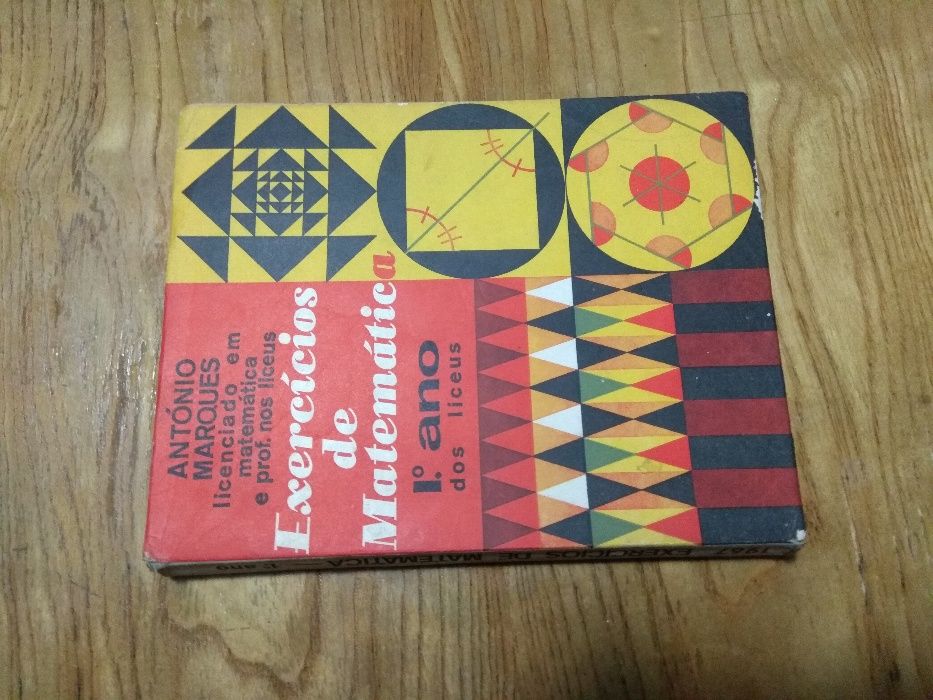 ANTÓNIO
MARQUES
licenciado em
matemática
e prof. nos liceus
Exercícios
de
Matemática
1.º ano
dos liceus
1967 EXERCÍCIOS DE MATEMÁTICA 1.º ano